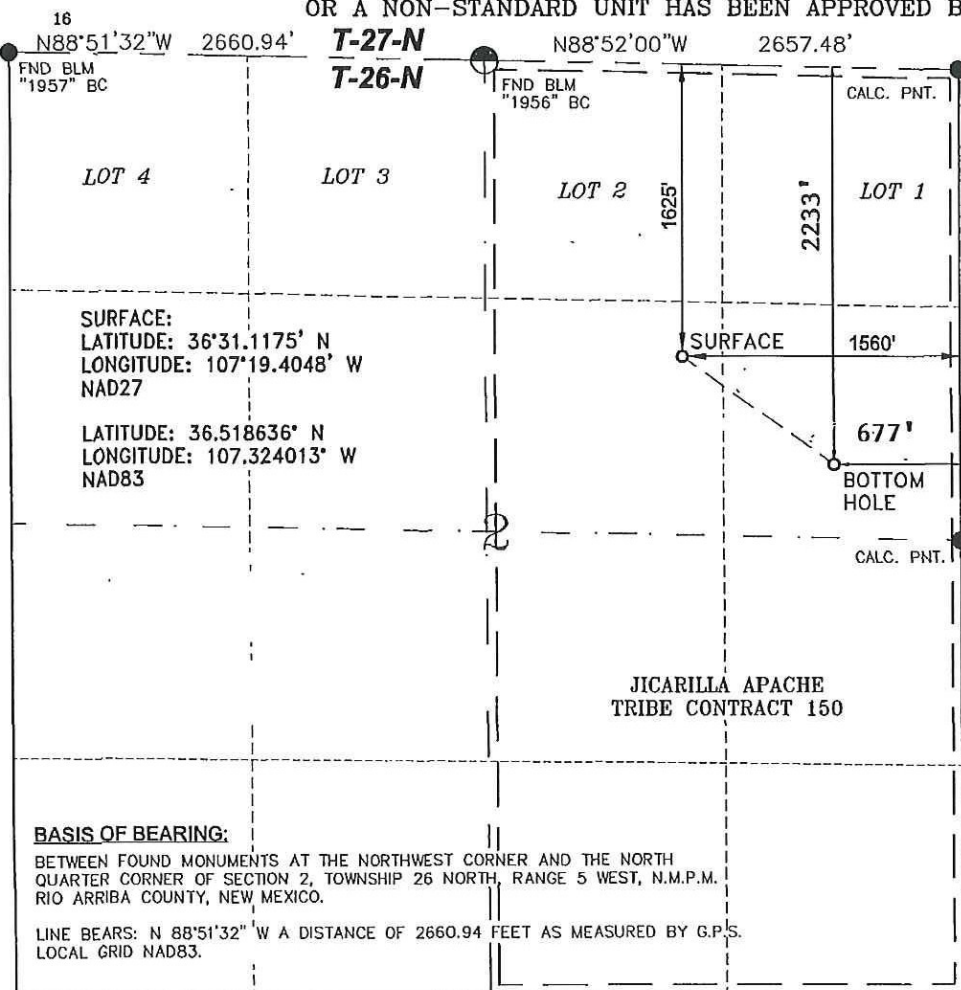 OR A NON-STANDARD UNIT HAS BEEN APPROVED B
16
N88°51'32"W 2660.94' T-27-N N88°52'00"W 2657.48'
T-26-N
FND BLM
"1957" BC
FND BLM
"1956" BC
CALC. PNT.
LOT 4 LOT 3 LOT 2 LOT 1
1625'
2233'
SURFACE:
LATITUDE: 36°31.1175' N
LONGITUDE: 107°19.4048' W
NAD27
LATITUDE: 36.518636° N
LONGITUDE: 107.324013° W
NAD83
SURFACE 1560'
677'
BOTTOM
HOLE
2
CALC. PNT.
JICARILLA APACHE
TRIBE CONTRACT 150
BASIS OF BEARING:
BETWEEN FOUND MONUMENTS AT THE NORTHWEST CORNER AND THE NORTH
QUARTER CORNER OF SECTION 2, TOWNSHIP 26 NORTH, RANGE 5 WEST, N.M.P.M.
RIO ARRIBA COUNTY, NEW MEXICO.
LINE BEARS: N 88°51'32" W A DISTANCE OF 2660.94 FEET AS MEASURED BY G.P.S.
LOCAL GRID NAD83.